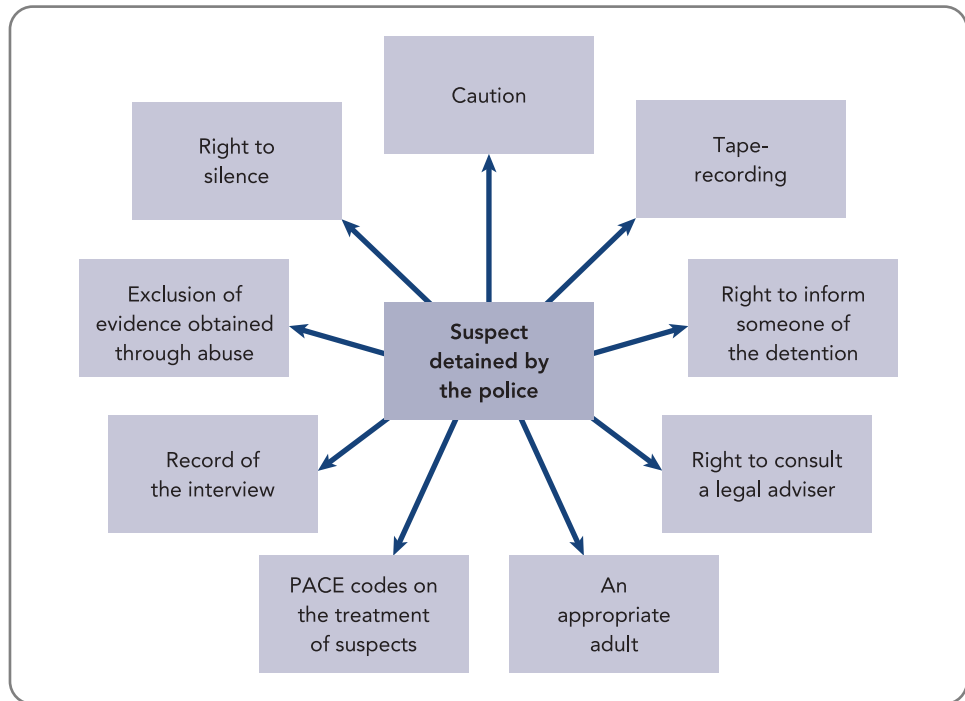 Caution
Tape-
recording
Right to inform
someone of
the detention
Right to consult
a legal adviser
An
appropriate
adult
PACE codes on
the treatment
of suspects
Record of
the interview
Exclusion of
evidence obtained
through abuse
Right to
silence
Suspect
detained by
the police